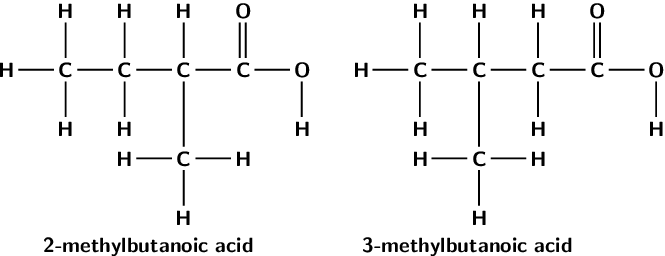 H H H O H H H O
H C C C C O H C C C C O
H H H H H H
H C H H C H
H H
2-methylbutanoic acid 3-methylbutanoic acid